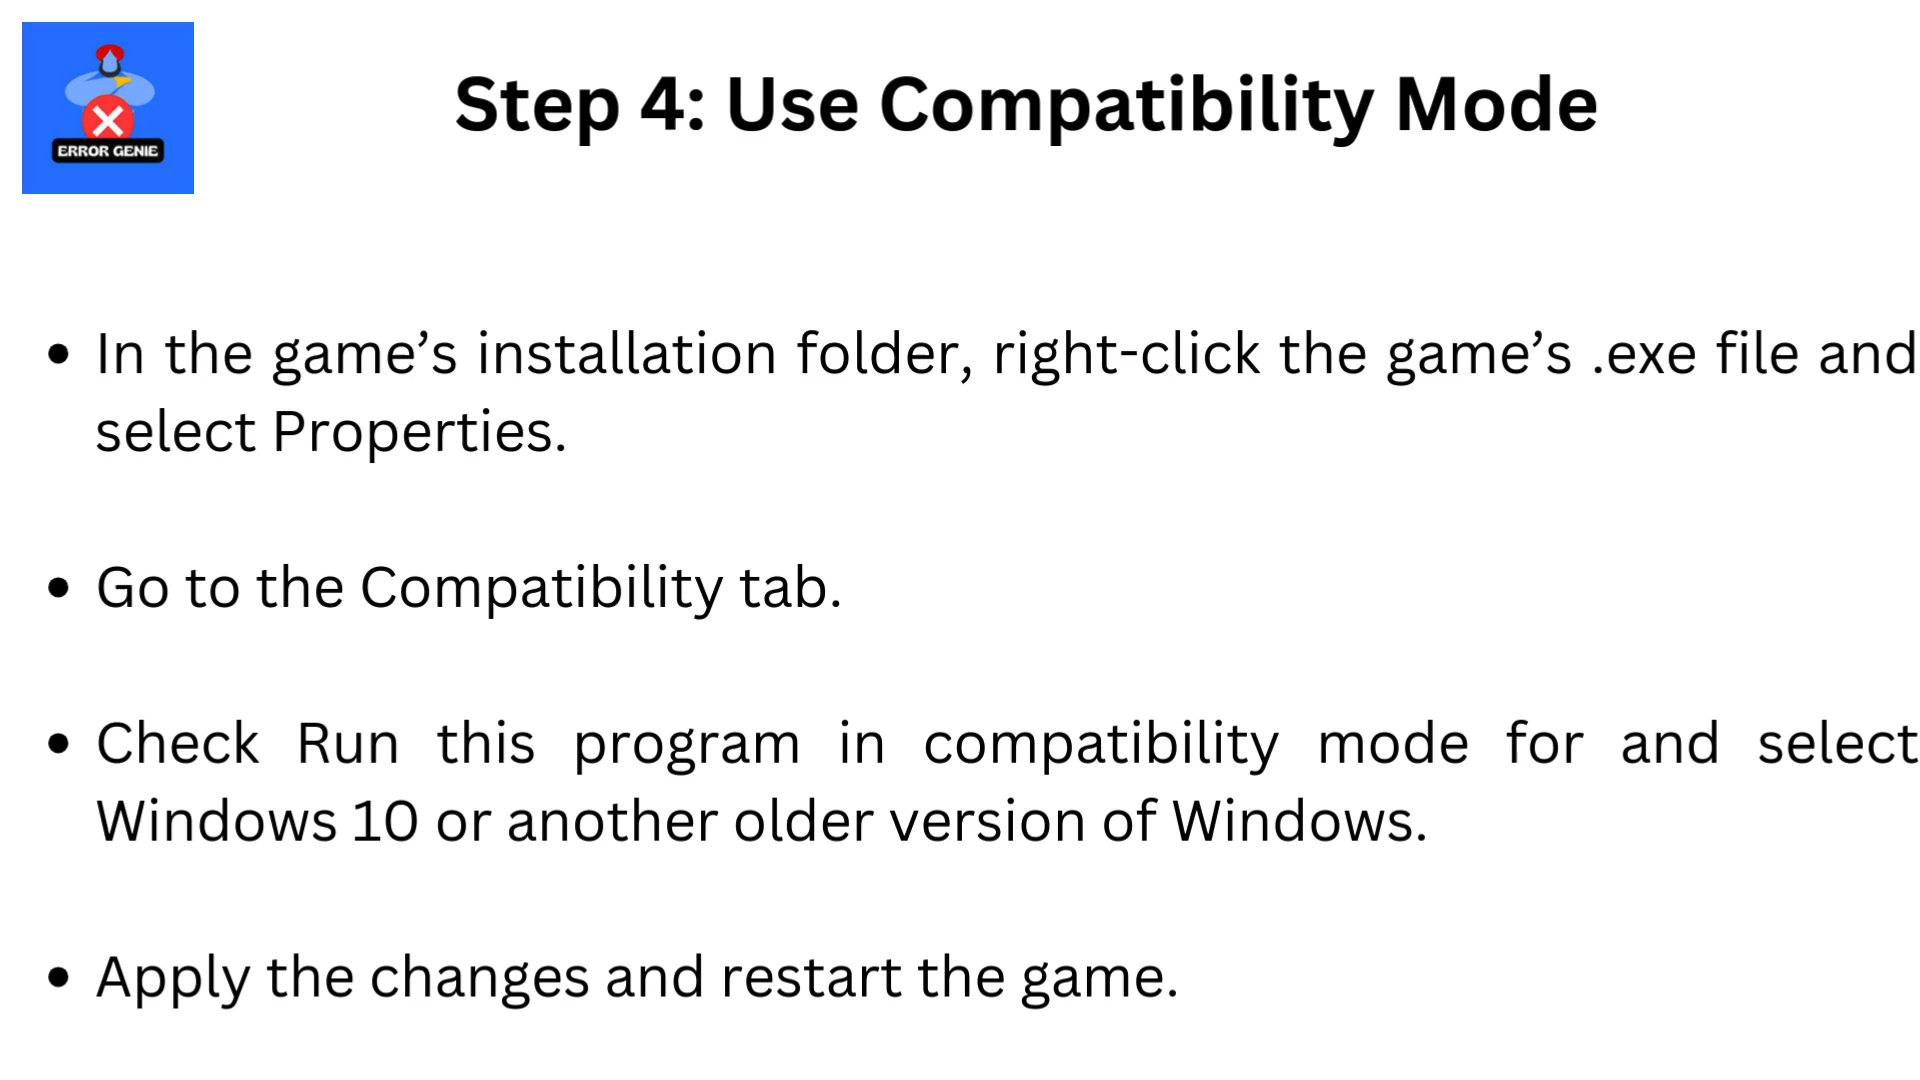 ERROR GENIE
Step 4: Use Compatibility Mode
• In the game’s installation folder, right-click the game’s .exe file and
select Properties.
• Go to the Compatibility tab.
• Check Run this program in compatibility mode for and select
Windows 10 or another older version of Windows.
• Apply the changes and restart the game.